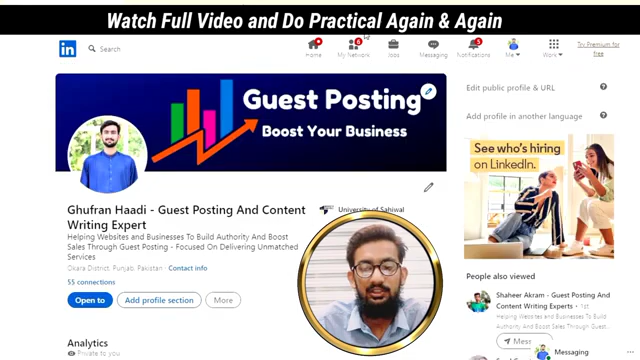 Watch Full Video and Do Practical Again & Again
in
Search
Home
6
My Network
Jobs
Messaging
5
Notifications
Me
Work
Try Premium for
free
Guest Posting
Boost Your Business
Edit public profile & URL
Add profile in another language
See who's hiring
on LinkedIn.
Ghufran Haadi - Guest Posting and Content
Writing Expert
University of Sahiwal
Helping Websites and Businesses To Build Authority And Boost
Sales Through Guest Posting - Focused On Delivering Unmatched
Services
Okara District, Punjab, Pakistan · Contact info
55 connections
Open to
Add profile section
More
People also viewed
Shaheer Akram - Guest Posting And
Content Writing Experts · 1st
Helping Websites and Businesses To Build
Authority And Boost Sales Through Guest...
Mess
Messaging
Analytics
Private to you